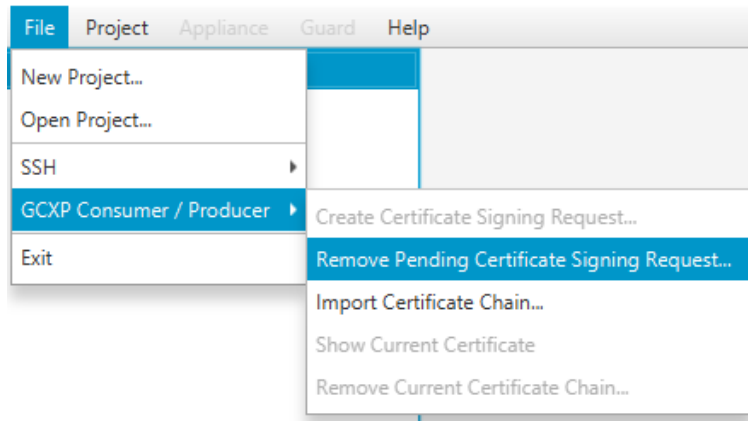 File Project Appliance Guard Help
New Project...
Open Project...
SSH
GCXP Consumer / Producer
Exit
Create Certificate Signing Request...
Remove Pending Certificate Signing Request...
Import Certificate Chain...
Show Current Certificate
Remove Current Certificate Chain...